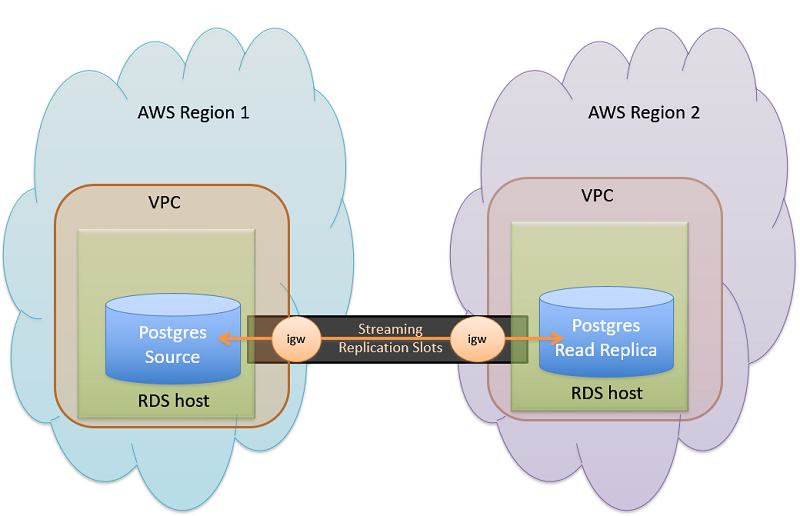 AWS Region 1
AWS Region 2
VPC
VPC
Postgres
Source
igw
Streaming
Replication Slots
igw
Postgres
Read Replica
RDS host
RDS host